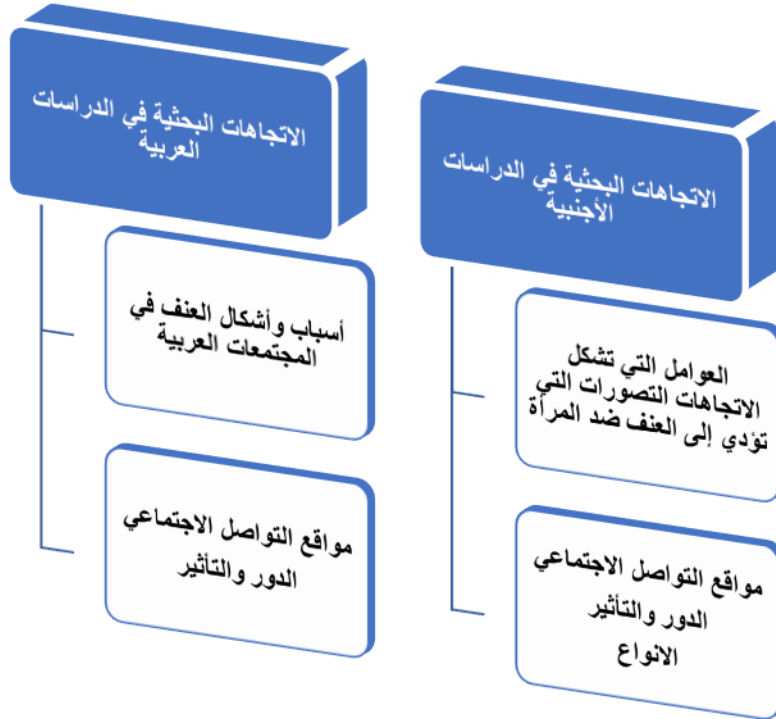 الاتجاهات البحثية في الدراسات
الأجنبية
العوامل التي تشكل
الاتجاهات التصورات التي
تؤدي إلى العنف ضد المرأة
مواقع التواصل الاجتماعي
الدور والتأثير
الانواع
الاتجاهات البحثية في الدراسات
العربية
أسباب وأشكال العنف في
المجتمعات العربية
مواقع التواصل الاجتماعي
الدور والتأثير